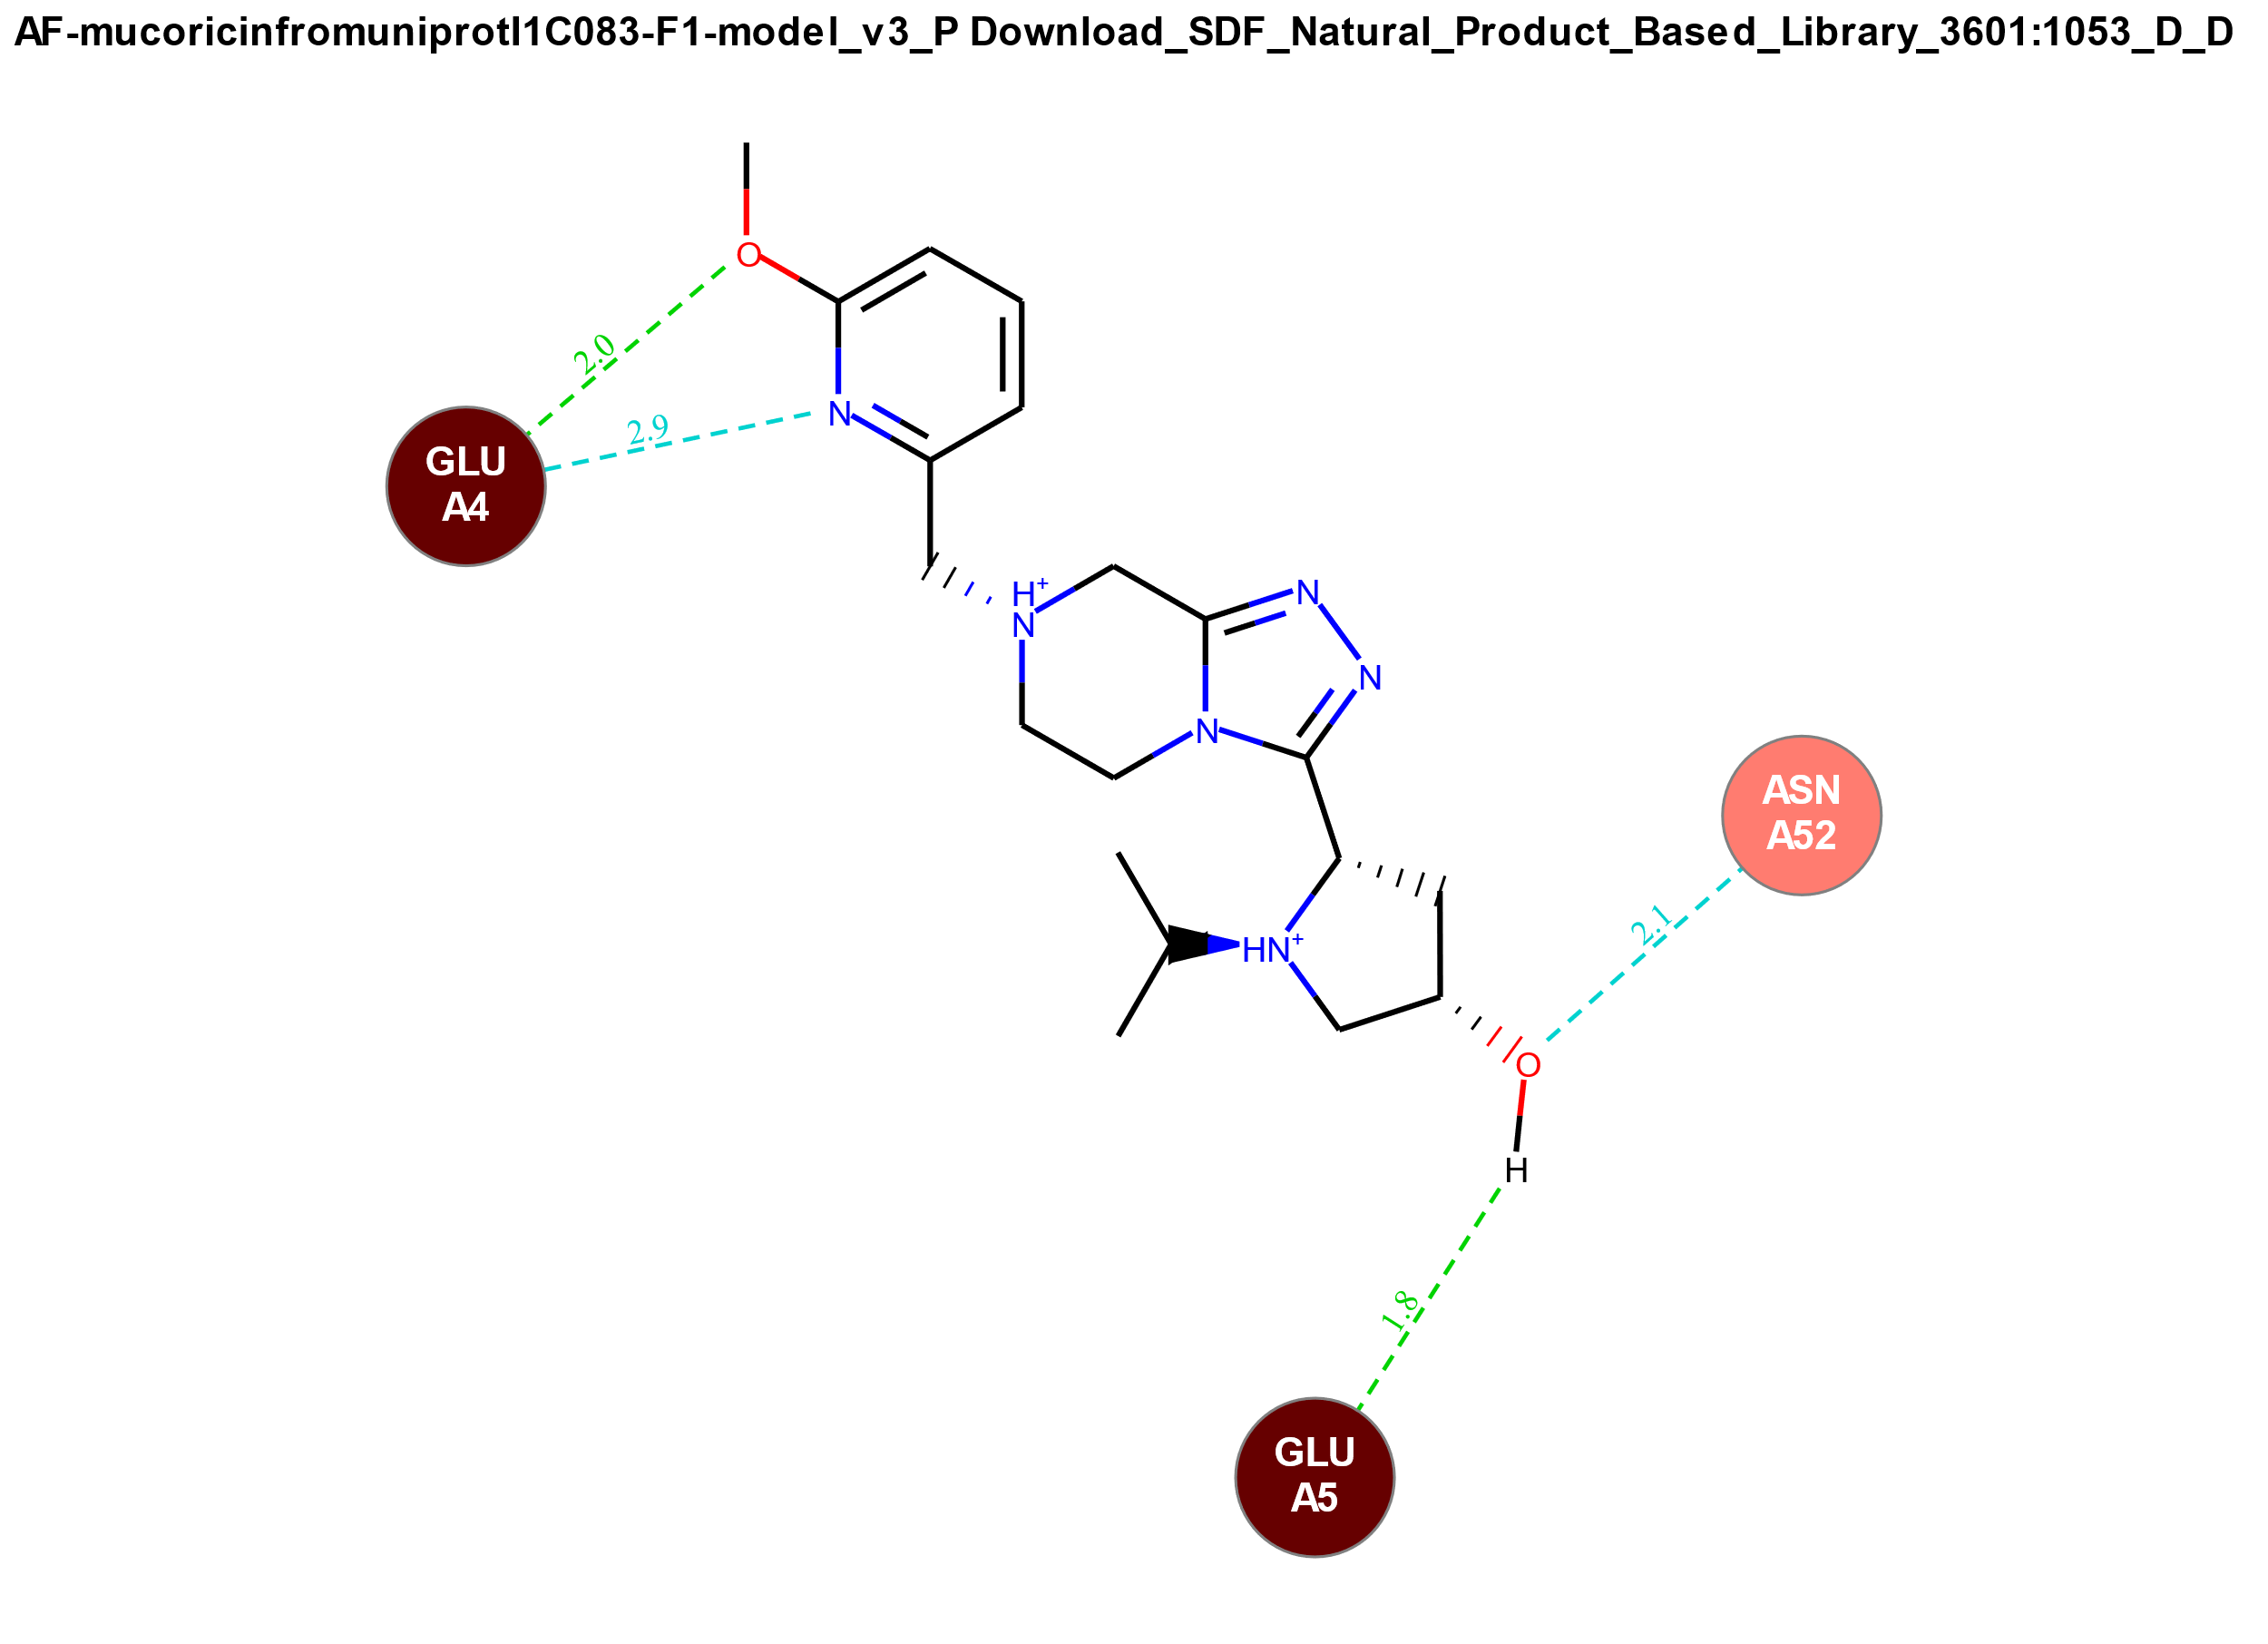 AF-mucoricinfromuniprotI1C083-F1-model_v3_P Download_SDF_Natural_Product_Based_Library_3601:1053_D_D
O
2.0
N
2.9
GLU
A4
H+
N
N
N
N
ASN
A52
2.1
HN+
O
H
1.8
GLU
A5